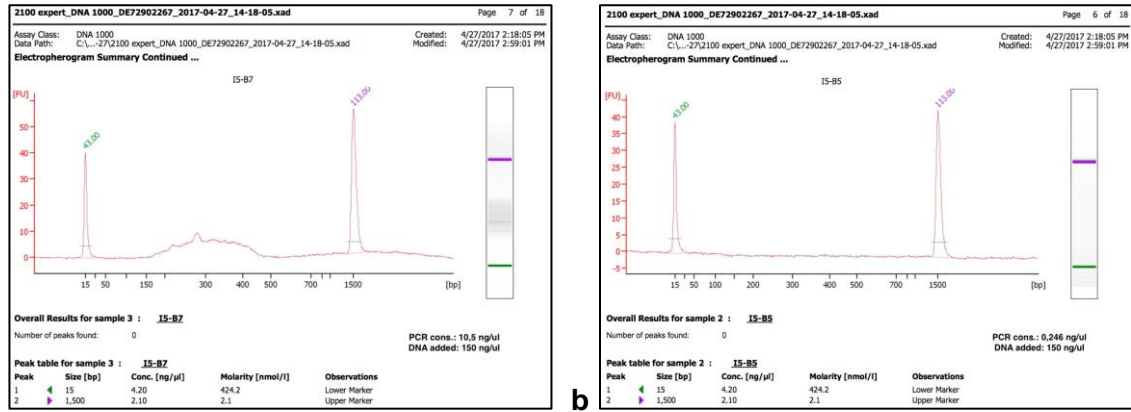 2100 expert_DNA 1000_DE72902267_2017-04-27_14-18-05.xad Page 7 of 18
Assay Class: DNA 1000 Created: 4/27/2017 2:18:05 PM
Data Path: C:\...-27\2100 expert_DNA 1000_DE72902267_2017-04-27_14-18-05.xad Modified: 4/27/2017 2:59:01 PM
Electropherogram Summary Continued ...
I5-B7
[FU]
43.00
113.00
50
40
30
20
10
0
15 50 150 300 400 500 700 1500 [bp]
Overall Results for sample 3 : I5-B7
Number of peaks found: 0
PCR cons.: 10,5 ng/ul
DNA added: 150 ng/ul
Peak table for sample 3 : I5-B7
Peak Size [bp] Conc. [ng/µl] Molarity [nmol/l] Observations
1 15 4.20 424.2 Lower Marker
2 1,500 2.10 2.1 Upper Marker
b
2100 expert_DNA 1000_DE72902267_2017-04-27_14-18-05.xad Page 6 of 18
Assay Class: DNA 1000 Created: 4/27/2017 2:18:05 PM
Data Path: C:\...-27\2100 expert_DNA 1000_DE72902267_2017-04-27_14-18-05.xad Modified: 4/27/2017 2:59:01 PM
Electropherogram Summary Continued ...
I5-B5
[FU]
43.00
113.00
40
35
30
25
20
15
10
5
0
-5
15 50 100 200 300 400 500 700 1500 [bp]
Overall Results for sample 2 : I5-B5
Number of peaks found: 0
PCR cons.: 0,246 ng/ul
DNA added: 150 ng/ul
Peak table for sample 2 : I5-B5
Peak Size [bp] Conc. [ng/µl] Molarity [nmol/l] Observations
1 15 4.20 424.2 Lower Marker
2 1,500 2.10 2.1 Upper Marker